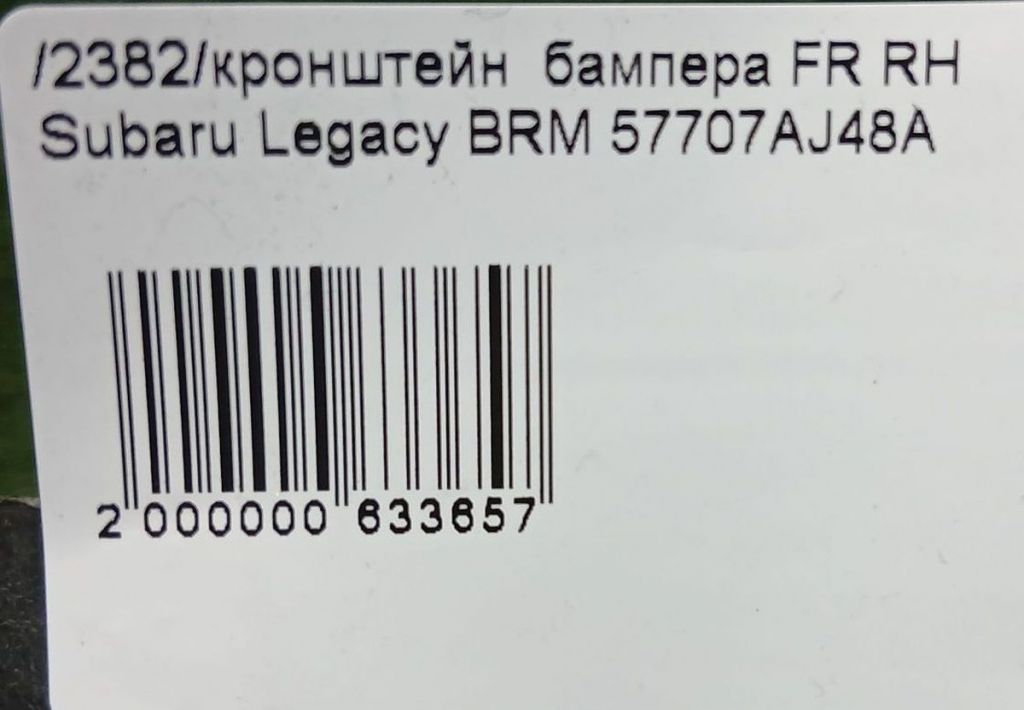 /2382/кронштейн бампера FR RH
Subaru Legacy BRM 57707AJ48A
2 000000 633657